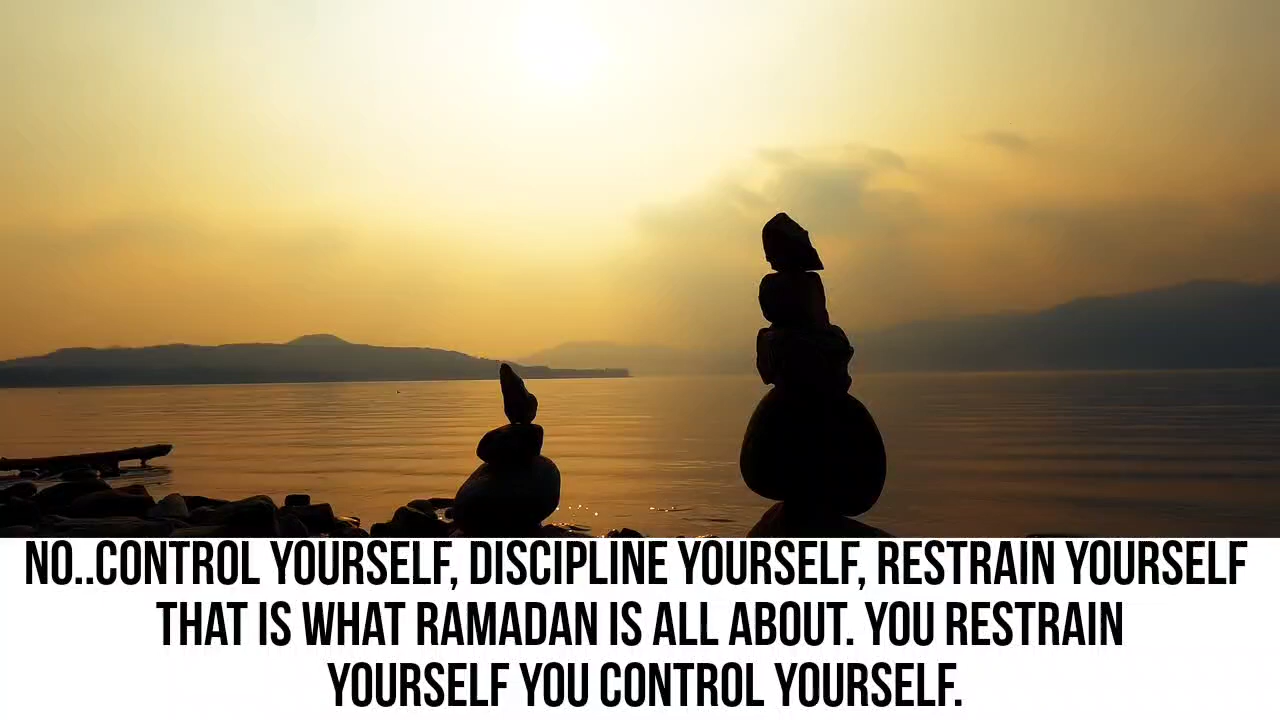 NO..CONTROL YOURSELF, DISCIPLINE YOURSELF, RESTRAIN YOURSELF
THAT IS WHAT RAMADAN IS ALL ABOUT. YOU RESTRAIN
YOURSELF YOU CONTROL YOURSELF.